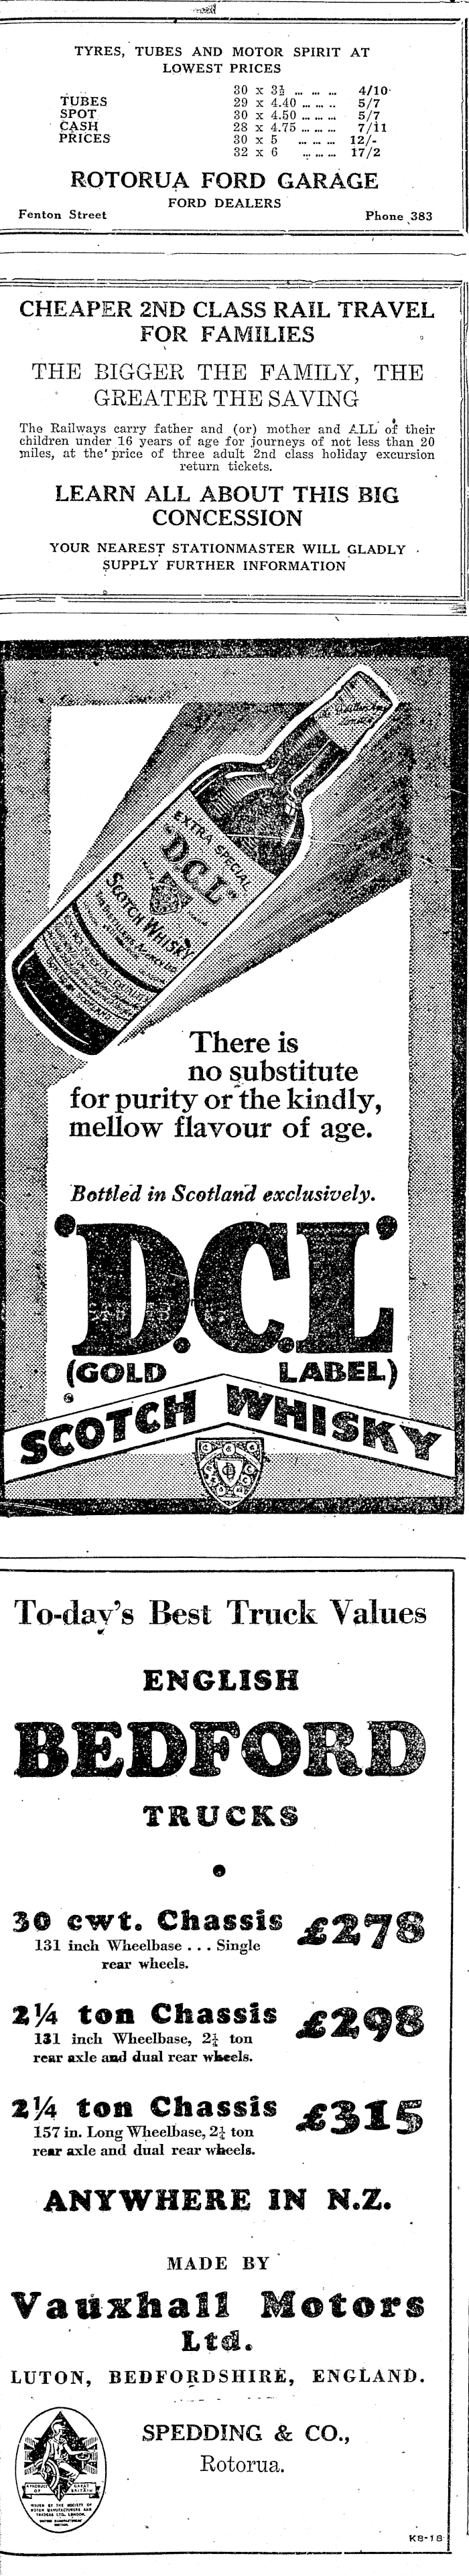 TYRES, TUBES AND MOTOR SPIRIT AT
LOWEST PRICES
TUBES
SPOT
CASH
PRICES
30 x 3½ ... ... ... 4/10
29 x 4.40 ... ... .. 5/7
30 x 4.50 ... ... ... 5/7
28 x 4.75 ... ... ... 7/11
30 x 5 ... ... ... 12/-
32 x 6 ... ... ... 17/2
ROTORUA FORD GARAGE
FORD DEALERS
Fenton Street Phone 383
CHEAPER 2ND CLASS RAIL TRAVEL
FOR FAMILIES
THE BIGGER THE FAMILY, THE
GREATER THE SAVING
The Railways carry father and (or) mother and ALL of their
children under 16 years of age for journeys of not less than 20
miles, at the price of three adult 2nd class holiday excursion
return tickets.
LEARN ALL ABOUT THIS BIG
CONCESSION
YOUR NEAREST STATIONMASTER WILL GLADLY
SUPPLY FURTHER INFORMATION
EXTRA SPECIAL
"D.C.L"
SCOTCH WHISKY
There is
no substitute
for purity or the kindly,
mellow flavour of age.
Bottled in Scotland exclusively.
'D.C.L'
(GOLD LABEL)
SCOTCH WHISKY
To-day's Best Truck Values
ENGLISH
BEDFORD
TRUCKS
30 cwt. Chassis £278
131 inch Wheelbase . . . Single
rear wheels.
2¼ ton Chassis £298
131 inch Wheelbase, 2¼ ton
rear axle and dual rear wheels.
2¼ ton Chassis £315
157 in. Long Wheelbase, 2¼ ton
rear axle and dual rear wheels.
ANYWHERE IN N.Z.
MADE BY
Vauxhall Motors
Ltd.
LUTON, BEDFORDSHIRE, ENGLAND.
SPEDDING & CO.,
Rotorua.
K8-18